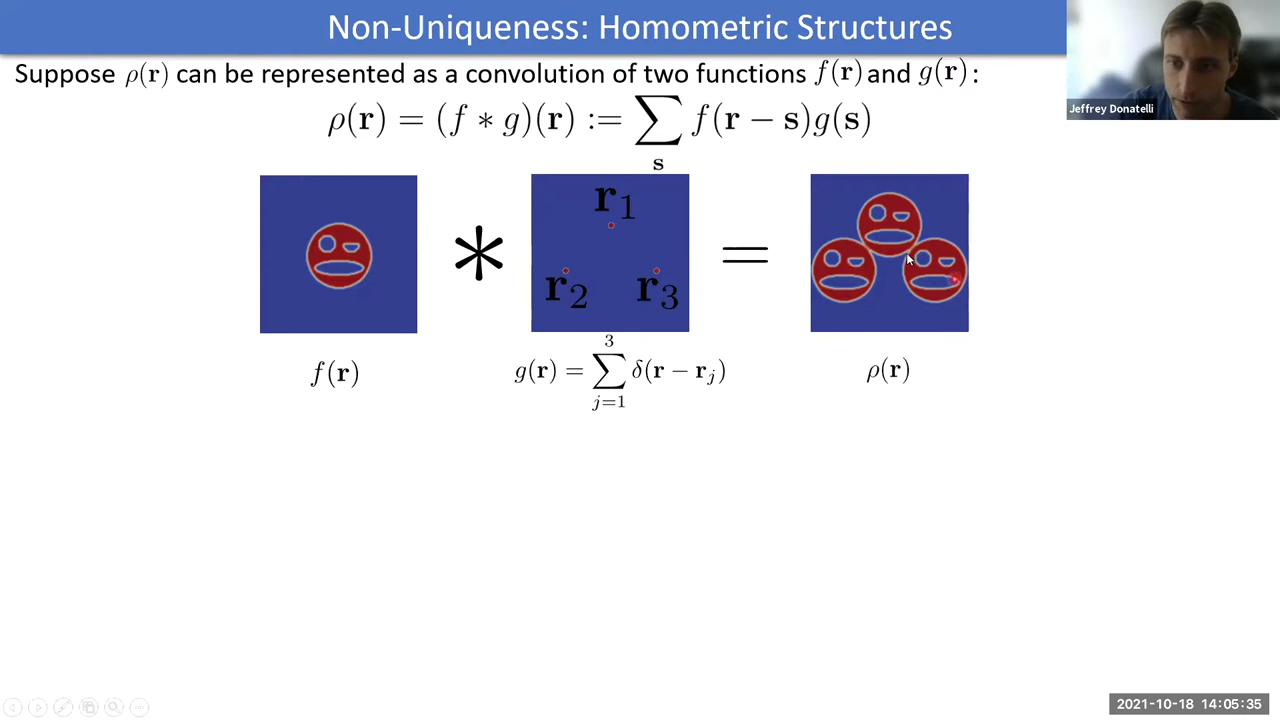 Non-Uniqueness: Homometric Structures
Suppose ρ(r) can be represented as a convolution of two functions f(r) and g(r):
ρ(r) = (f ∗ g)(r) := ∑_s f(r − s)g(s)
Jeffrey Donatelli
r₁
r₂ r₃
∗ =
f(r)
g(r) = ∑_{j=1}^{3} δ(r − r_j)
ρ(r)
2021-10-18 14:05:35